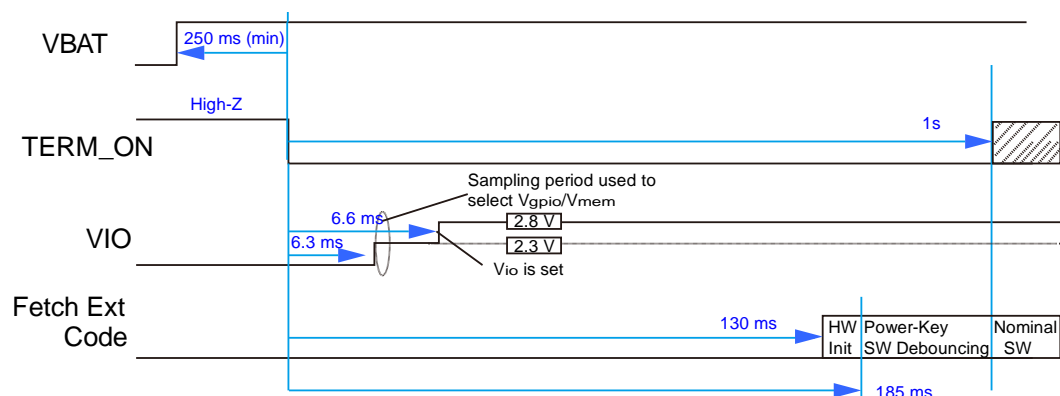 VBAT
250 ms (min)
High-Z
TERM_ON
1s
Sampling period used to
select Vgpio/Vmem
6.6 ms
2.8 V
VIO
6.3 ms
2.3 V
Vio is set
Fetch Ext
Code
130 ms
HW
Init
Power-Key
SW Debouncing
Nominal
SW
185 ms